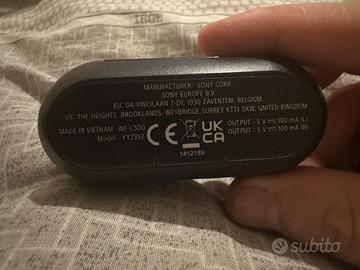 IRGE
MANUFACTURER: SONY CORP.
SONY EUROPE B.V.
EU: DA VINCILAAN 7-D1, 1930 ZAVENTEM, BELGIUM
UK: THE HEIGHTS, BROOKLANDS, WEYBRIDGE, SURREY KT13 0XW, UNITED KINGDOM
MADE IN VIETNAM WF-C500 OUTPUT : 5 V⎓100 mA (L)
Model : YY2952 OUTPUT : 5 V⎓100 mA (R)
CE UK
CA
1412189
subito